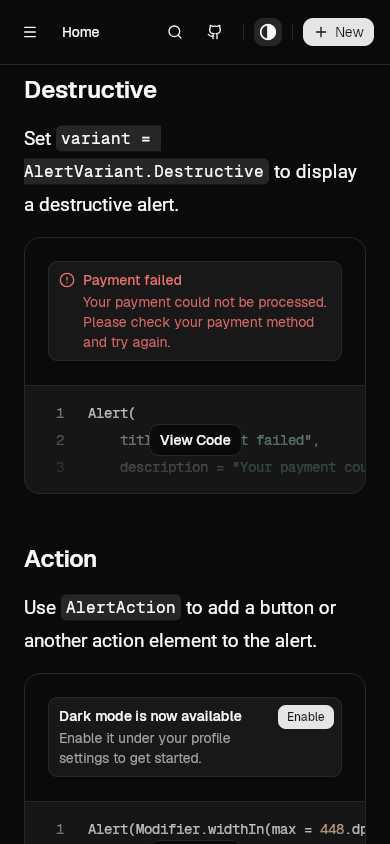 Home
New
Destructive
Set variant =
AlertVariant.Destructive to display
a destructive alert.
Payment failed
Your payment could not be processed.
Please check your payment method
and try again.
1 Alert(
2 titl
View Code
t failed",
3 description = "Your payment cou
Action
Use AlertAction to add a button or
another action element to the alert.
Dark mode is now available
Enable
Enable it under your profile
settings to get started.
1 Alert(Modifier.widthIn(max = 448.dp